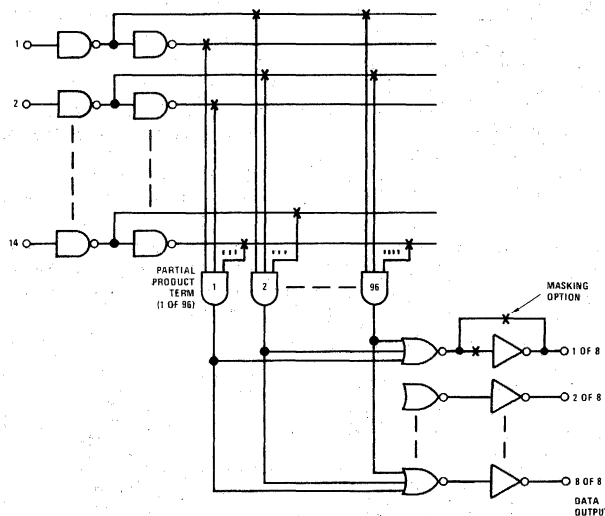 1
2
14
PARTIAL
PRODUCT
TERM
(1 OF 96)
1
2
96
MASKING
OPTION
1 OF 8
2 OF 8
8 OF 8
DATA
OUTPUT